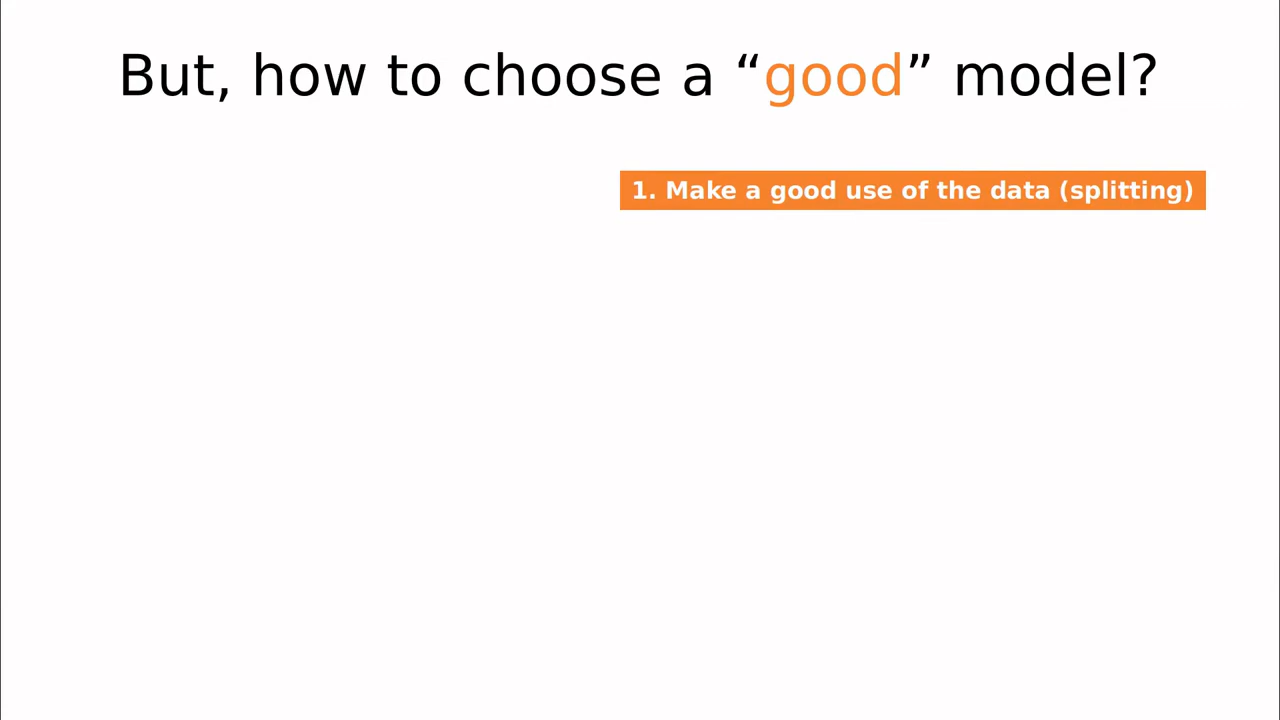 But, how to choose a “good” model?
1. Make a good use of the data (splitting)